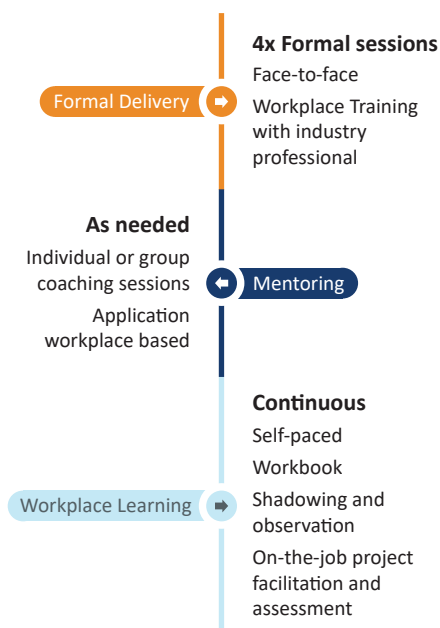 4x Formal sessions
Face-to-face
Formal Delivery
Workplace Training
with industry
professional
As needed
Individual or group
coaching sessions
Application
workplace based
Mentoring
Continuous
Self-paced
Workbook
Workplace Learning
Shadowing and
observation
On-the-job project
facilitation and
assessment